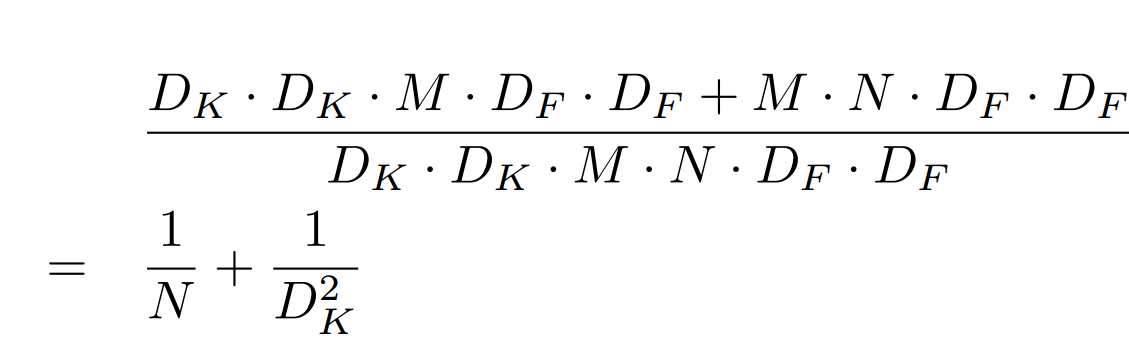 D_K · D_K · M · D_F · D_F + M · N · D_F · D_F
D_K · D_K · M · N · D_F · D_F
= 1/N + 1/D_K^2